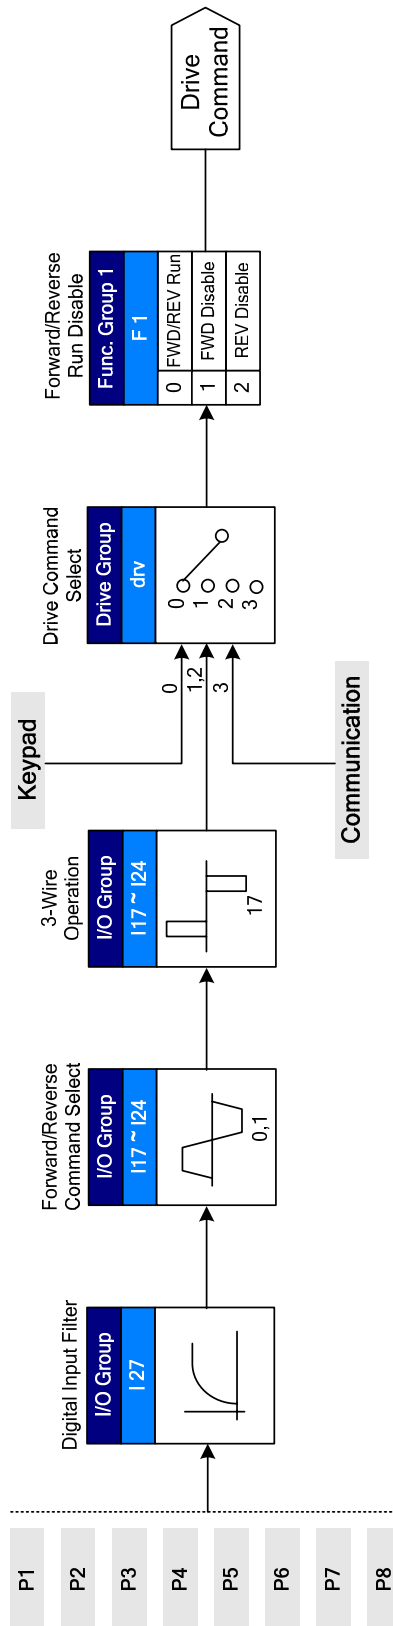 P1
P2
P3
P4
P5
P6
P7
P8
Digital Input Filter
I/O Group
I 27
Forward/Reverse
Command Select
I/O Group
I17 ~ I24
0,1
3-Wire
Operation
I/O Group
I17 ~ I24
17
Keypad
Communication
0
1,2
3
Drive Command
Select
Drive Group
drv
0
1
2
3
Forward/Reverse
Run Disable
Func. Group 1
F 1
0 FWD/REV Run
1 FWD Disable
2 REV Disable
Drive
Command